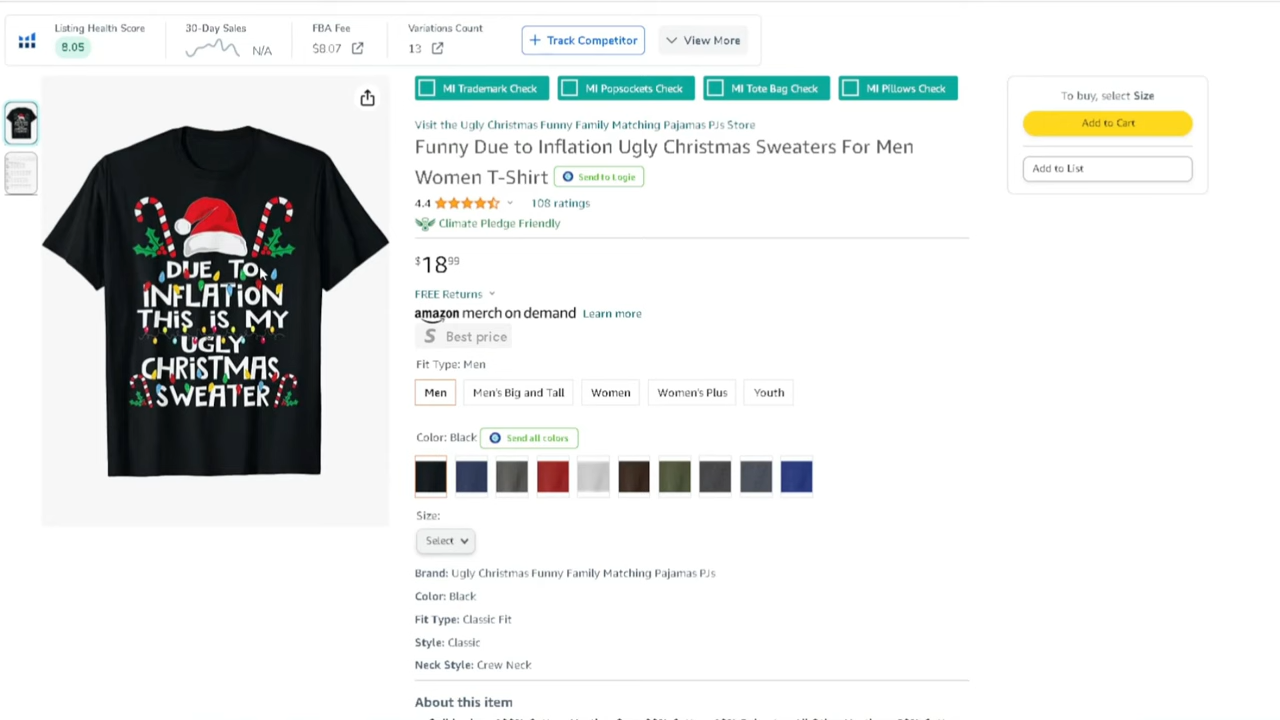 Listing Health Score
8.05
30-Day Sales
N/A
FBA Fee
$8.07
Variations Count
13
+ Track Competitor
View More
MI Trademark Check
MI Popsockets Check
MI Tote Bag Check
MI Pillows Check
Visit the Ugly Christmas Funny Family Matching Pajamas PJs Store
Funny Due to Inflation Ugly Christmas Sweaters For Men
Women T-Shirt
Send to Logie
4.4
108 ratings
Climate Pledge Friendly
$18 99
FREE Returns
amazon merch on demand Learn more
S Best price
Fit Type: Men
Men
Men's Big and Tall
Women
Women's Plus
Youth
Color: Black
Send all colors
Size:
Select
Brand: Ugly Christmas Funny Family Matching Pajamas PJs
Color: Black
Fit Type: Classic Fit
Style: Classic
Neck Style: Crew Neck
About this item
To buy, select Size
Add to Cart
Add to List
DUE TO
INFLATION
THIS IS MY
UGLY
CHRISTMAS
SWEATER